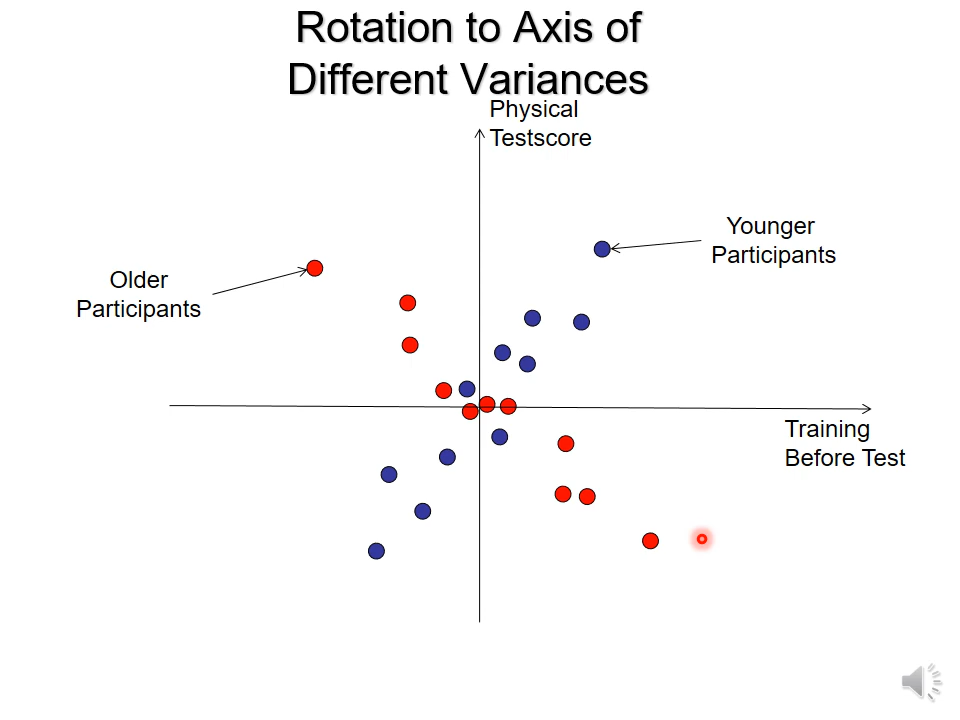 Rotation to Axis of
Different Variances
Physical
Testscore
Younger
Participants
Older
Participants
Training
Before Test